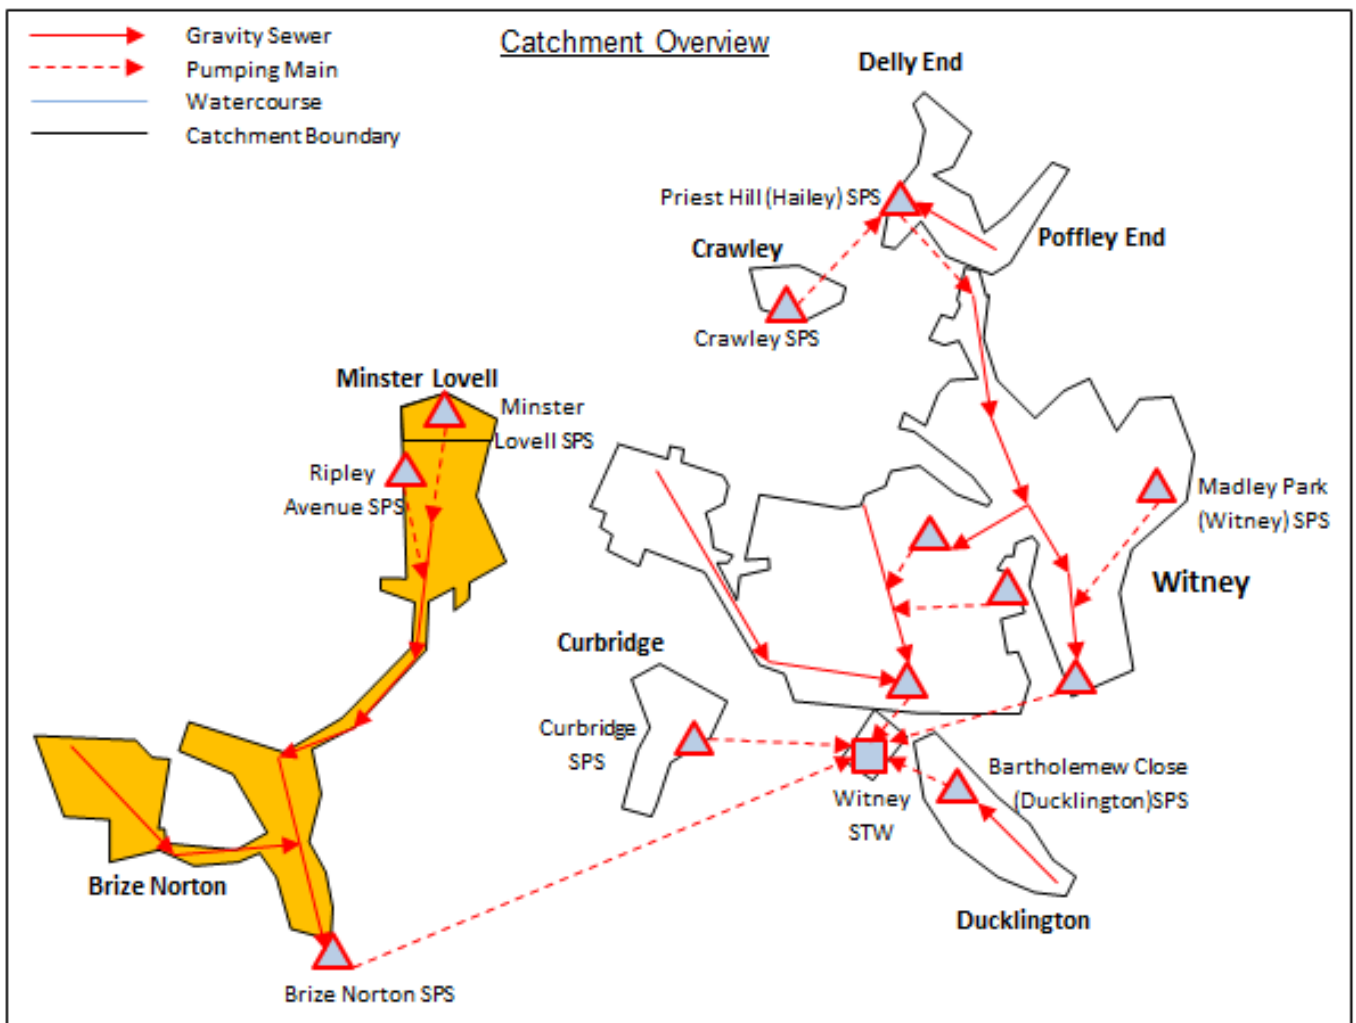 Catchment Overview
Gravity Sewer
Pumping Main
Watercourse
Catchment Boundary
Delly End
Priest Hill (Hailey) SPS
Poffley End
Crawley
Crawley SPS
Minster Lovell
Minster
Lovell SPS
Ripley
Avenue SPS
Madley Park
(Witney) SPS
Witney
Curbridge
Curbridge
SPS
Witney
STW
Bartholemew Close
(Ducklington)SPS
Ducklington
Brize Norton
Brize Norton SPS